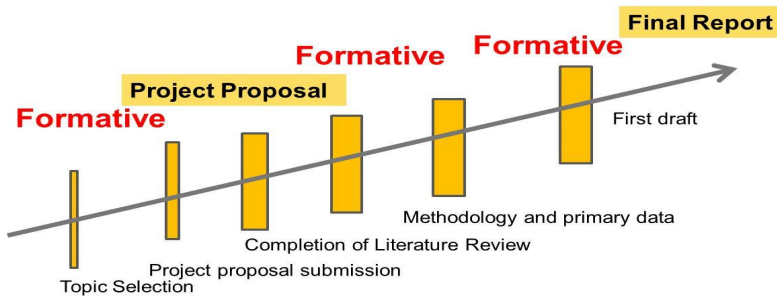 Final Report
Formative
Formative
Project Proposal
Formative
First draft
Methodology and primary data
Completion of Literature Review
Project proposal submission
Topic Selection